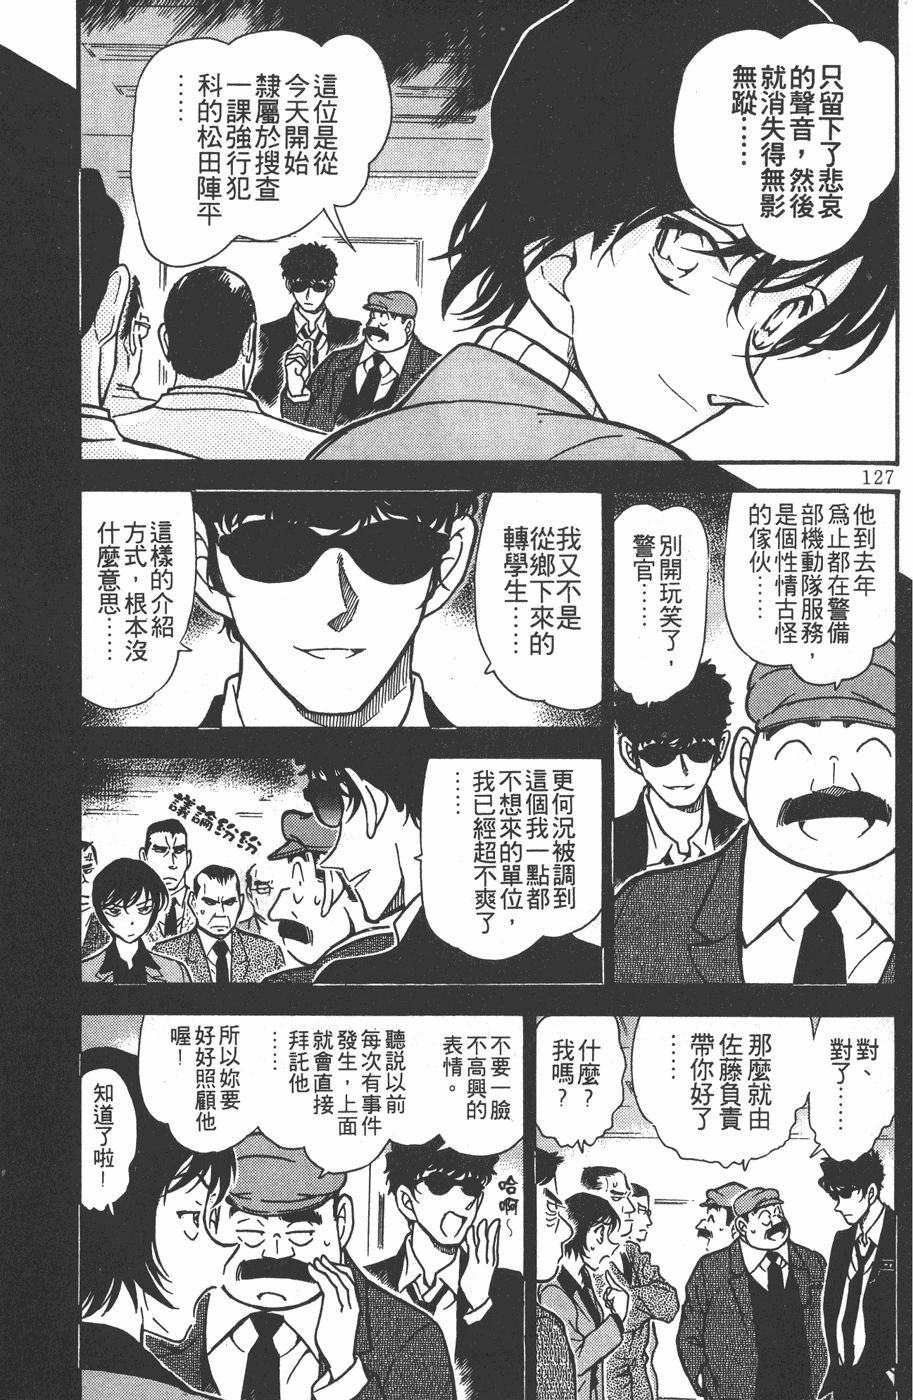 只留下了悲哀
的聲音，然後
就消失得無影
無蹤……
這位是從
今天開始
隸屬於搜查
一課強行犯
科的松田陣平
……
127
他到去年
為止都在警備
部機動隊服務，
是個性情古怪
的傢伙……
別開玩笑了，
警官…
我又不是
從鄉下來的
轉學生……
這樣的介紹
方式，根本沒
什麼意思……
更何況被調到
這個我一點都
不想來的單位，
我已經超不爽了
……
議論紛紛
對、
對了……
那麼就由
佐藤負責
帶你好了
……
什麼？
我嗎？
不要一臉
不高興的
表情。
哈啊~
聽説以前
每次有事件
發生，上面
就會直接
拜託他
所以妳要
好好照顧他
喔！
知道了啦！